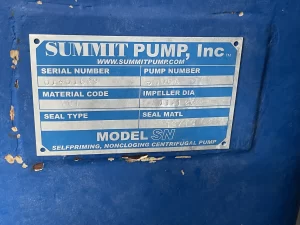 SUMMIT PUMP, Inc
WWW.SUMMITPUMP.COM
SERIAL NUMBER PUMP NUMBER
MATERIAL CODE IMPELLER DIA
SEAL TYPE SEAL MATL
MODEL SN
SELFPRIMING, NONCLOGING CENTRIFUGAL PUMP